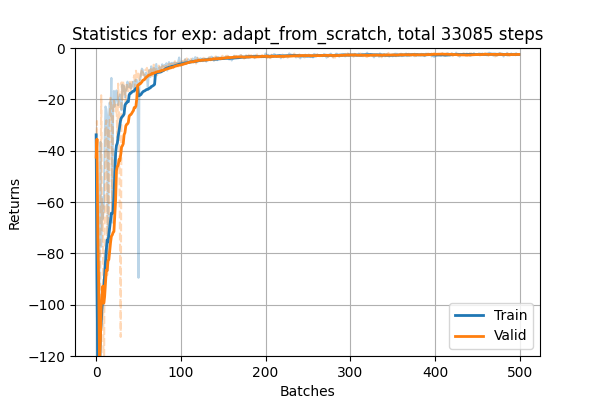 Statistics for exp: adapt_from_scratch, total 33085 steps
0
−20
−40
−60
−80
−100
−120
Returns
0
100
200
300
400
500
Batches
Train
Valid